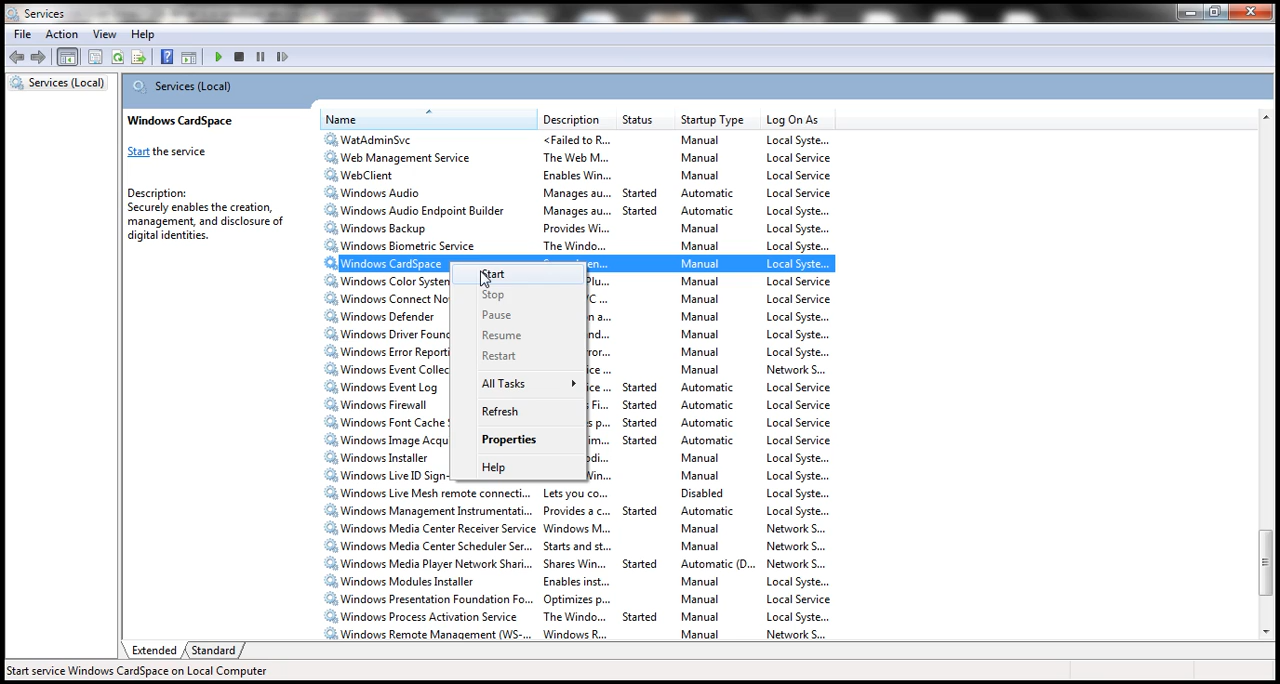 Services
File Action View Help
Services (Local)
Services (Local)
Windows CardSpace
Start the service
Description:
Securely enables the creation,
management, and disclosure of
digital identities.
Name Description Status Startup Type Log On As
WatAdminSvc <Failed to R... Manual Local Syste...
Web Management Service The Web M... Manual Local Service
WebClient Enables Win... Manual Local Service
Windows Audio Manages au... Started Automatic Local Service
Windows Audio Endpoint Builder Manages au... Started Automatic Local Syste...
Windows Backup Provides Wi... Manual Local Syste...
Windows Biometric Service The Windo... Manual Local Syste...
Windows CardSpace en... Manual Local Syste...
Windows Color System Plu... Manual Local Service
Windows Connect No Manual Local Service
Windows Defender Manual Local Syste...
Windows Driver Found Manual Local Syste...
Windows Error Reporti Manual Local Syste...
Windows Event Collec Manual Network S...
Windows Event Log Started Automatic Local Service
Windows Firewall Started Automatic Local Service
Windows Font Cache Started Automatic Local Service
Windows Image Acqu Started Automatic Local Service
Windows Installer Manual Local Syste...
Windows Live ID Sign- Manual Local Syste...
Windows Live Mesh remote connecti... Lets you co... Disabled Local Syste...
Windows Management Instrumentati... Provides a c... Started Automatic Local Syste...
Windows Media Center Receiver Service Windows M... Manual Network S...
Windows Media Center Scheduler Ser... Starts and st... Manual Network S...
Windows Media Player Network Shari... Shares Win... Started Automatic (D... Network S...
Windows Modules Installer Enables inst... Manual Local Syste...
Windows Presentation Foundation Fo... Optimizes p... Manual Local Service
Windows Process Activation Service The Windo... Started Manual Local Syste...
Windows Remote Management (WS-... Windows R... Manual Network S...
Start
Stop
Pause
Resume
Restart
All Tasks
Refresh
Properties
Help
Extended Standard
Start service Windows CardSpace on Local Computer